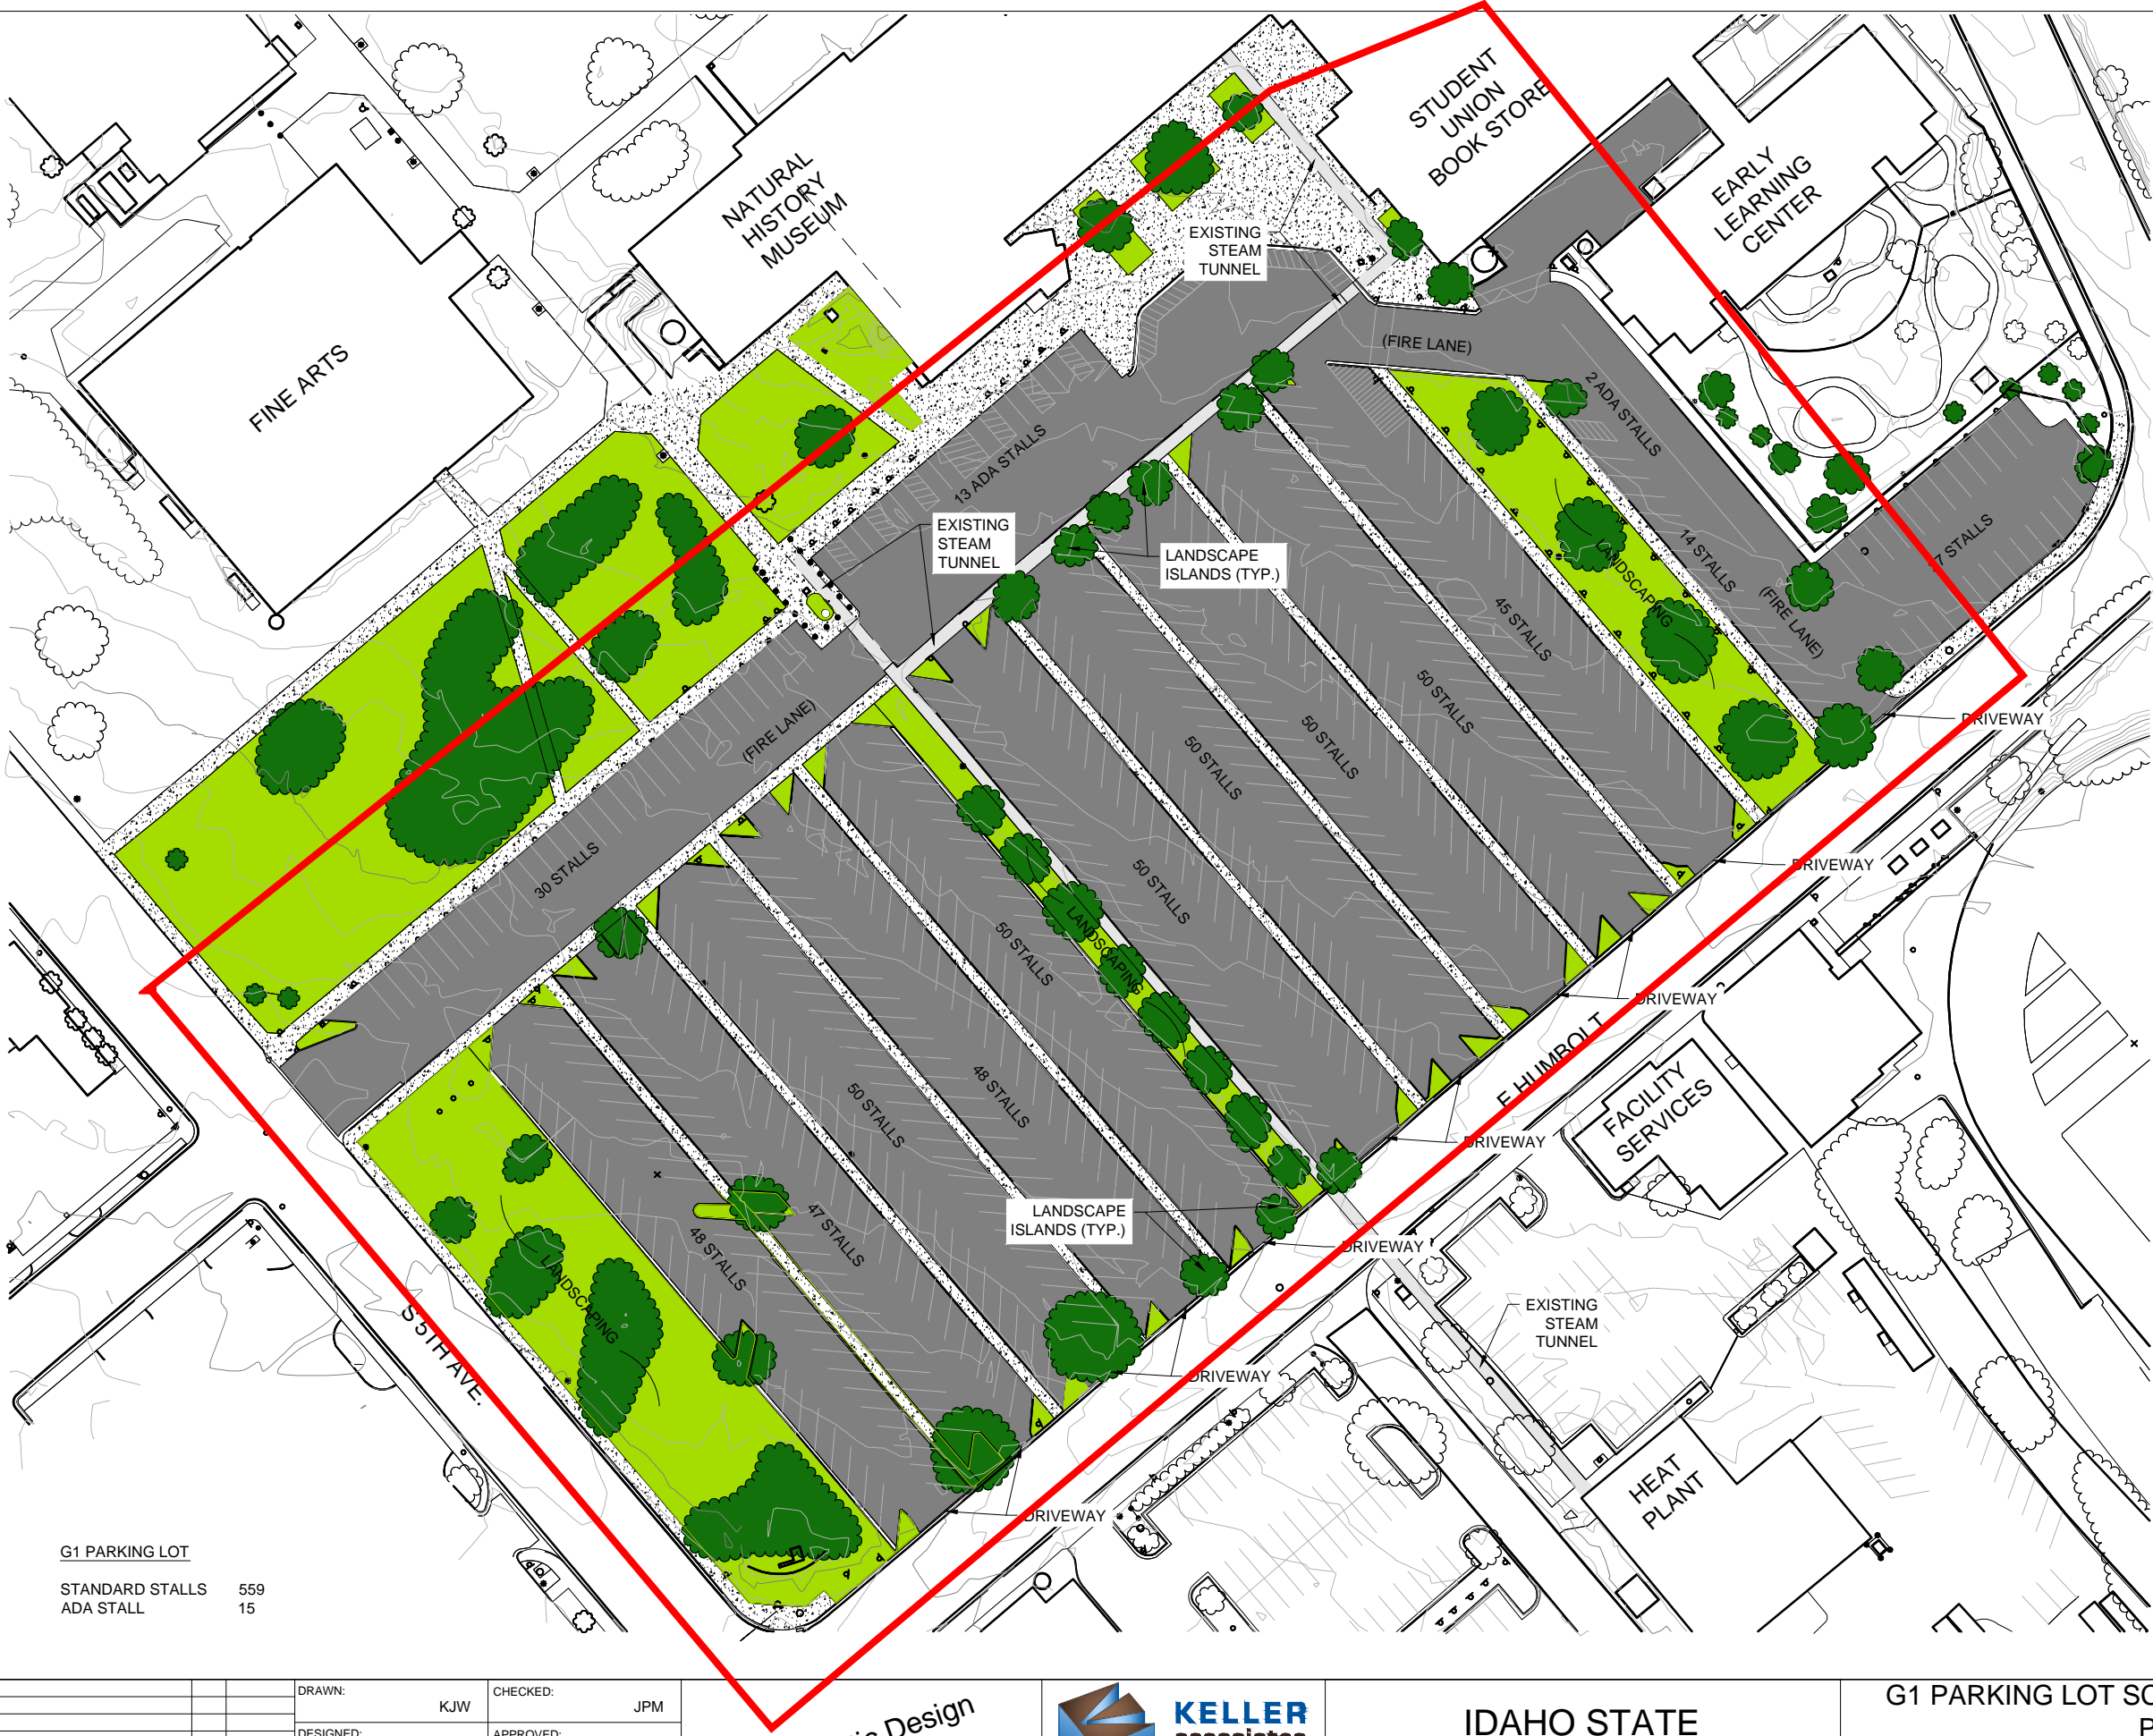 STUDENT
UNION
BOOK STORE
EARLY
LEARNING
CENTER
NATURAL
HISTORY
MUSEUM
EXISTING
STEAM
TUNNEL
FINE ARTS
(FIRE LANE)
2 ADA STALLS
13 ADA STALLS
EXISTING
STEAM
TUNNEL
LANDSCAPE
ISLANDS (TYP.)
7 STALLS
14 STALLS
(FIRE LANE)
LANDSCAPING
45 STALLS
50 STALLS
50 STALLS
50 STALLS
50 STALLS
50 STALLS
(FIRE LANE)
30 STALLS
DRIVEWAY
DRIVEWAY
DRIVEWAY
DRIVEWAY
DRIVEWAY
DRIVEWAY
DRIVEWAY
LANDSCAPING
E HUMBOLT
FACILITY
SERVICES
48 STALLS
50 STALLS
47 STALLS
48 STALLS
LANDSCAPE
ISLANDS (TYP.)
LANDSCAPING
S 5TH AVE.
EXISTING
STEAM
TUNNEL
HEAT
PLANT
G1 PARKING LOT
STANDARD STALLS 559
ADA STALL 15
DRAWN:
KJW
CHECKED:
JPM
DESIGNED:
APPROVED:
Design
KELLER
associates
IDAHO STATE
G1 PARKING LOT